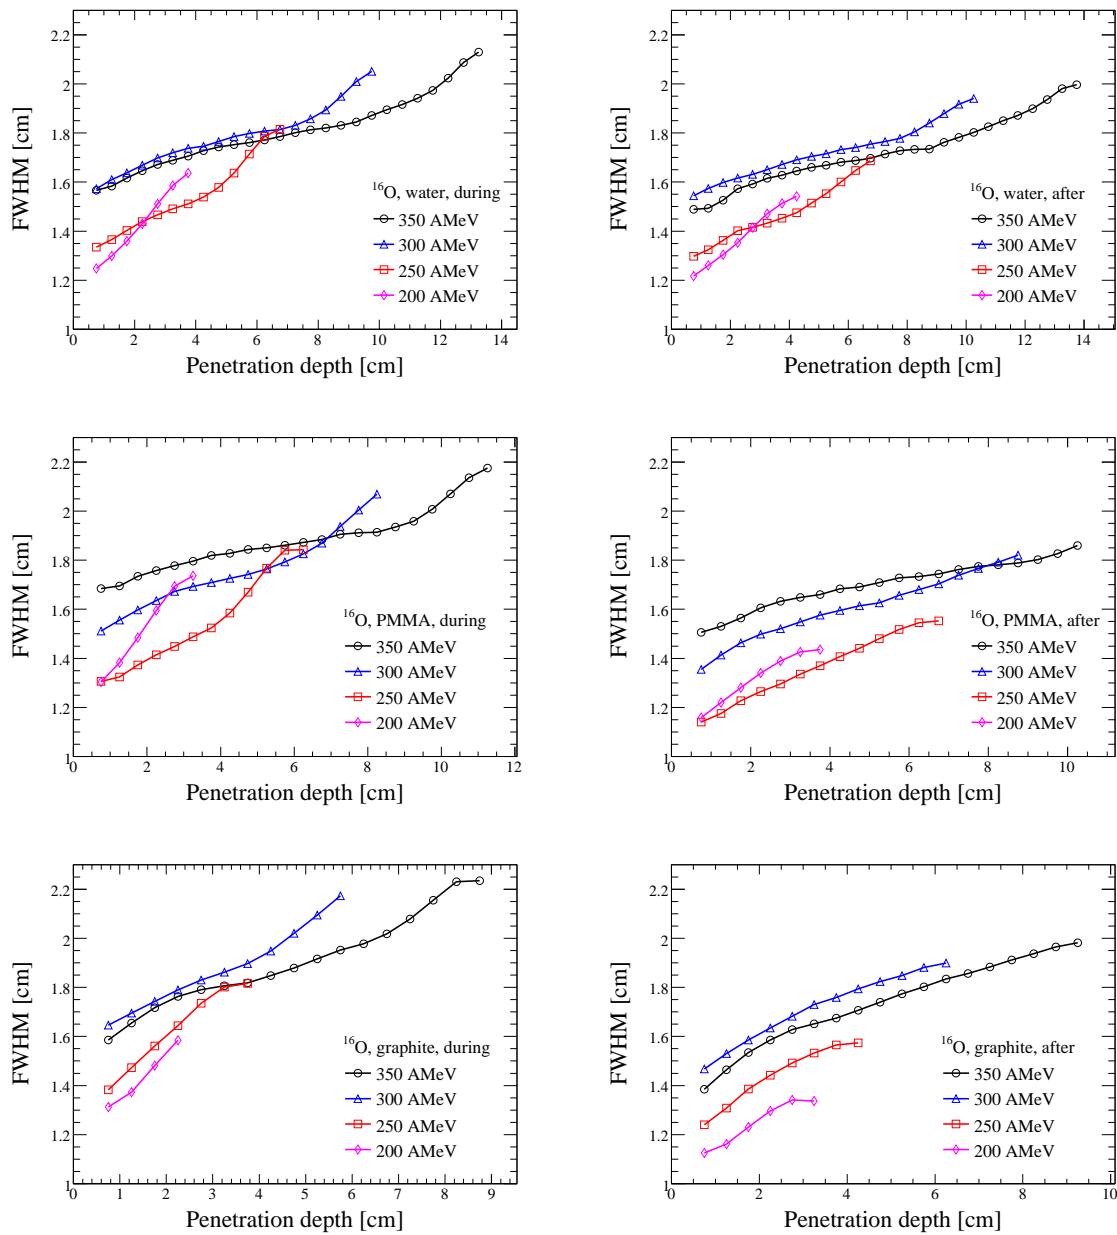 2.2
2
1.8
1.6
1.4
1.2
1
FWHM [cm]
¹⁶O, water, during
350 AMeV
300 AMeV
250 AMeV
200 AMeV
0 2 4 6 8 10 12 14
Penetration depth [cm]
2.2
2
1.8
1.6
1.4
1.2
1
FWHM [cm]
¹⁶O, water, after
350 AMeV
300 AMeV
250 AMeV
200 AMeV
0 2 4 6 8 10 12 14
Penetration depth [cm]
2.2
2
1.8
1.6
1.4
1.2
1
FWHM [cm]
¹⁶O, PMMA, during
350 AMeV
300 AMeV
250 AMeV
200 AMeV
0 2 4 6 8 10 12
Penetration depth [cm]
2.2
2
1.8
1.6
1.4
1.2
1
FWHM [cm]
¹⁶O, PMMA, after
350 AMeV
300 AMeV
250 AMeV
200 AMeV
0 2 4 6 8 10
Penetration depth [cm]
2.2
2
1.8
1.6
1.4
1.2
1
FWHM [cm]
¹⁶O, graphite, during
350 AMeV
300 AMeV
250 AMeV
200 AMeV
0 1 2 3 4 5 6 7 8 9
Penetration depth [cm]
2.2
2
1.8
1.6
1.4
1.2
1
FWHM [cm]
¹⁶O, graphite, after
350 AMeV
300 AMeV
250 AMeV
200 AMeV
0 2 4 6 8 10
Penetration depth [cm]